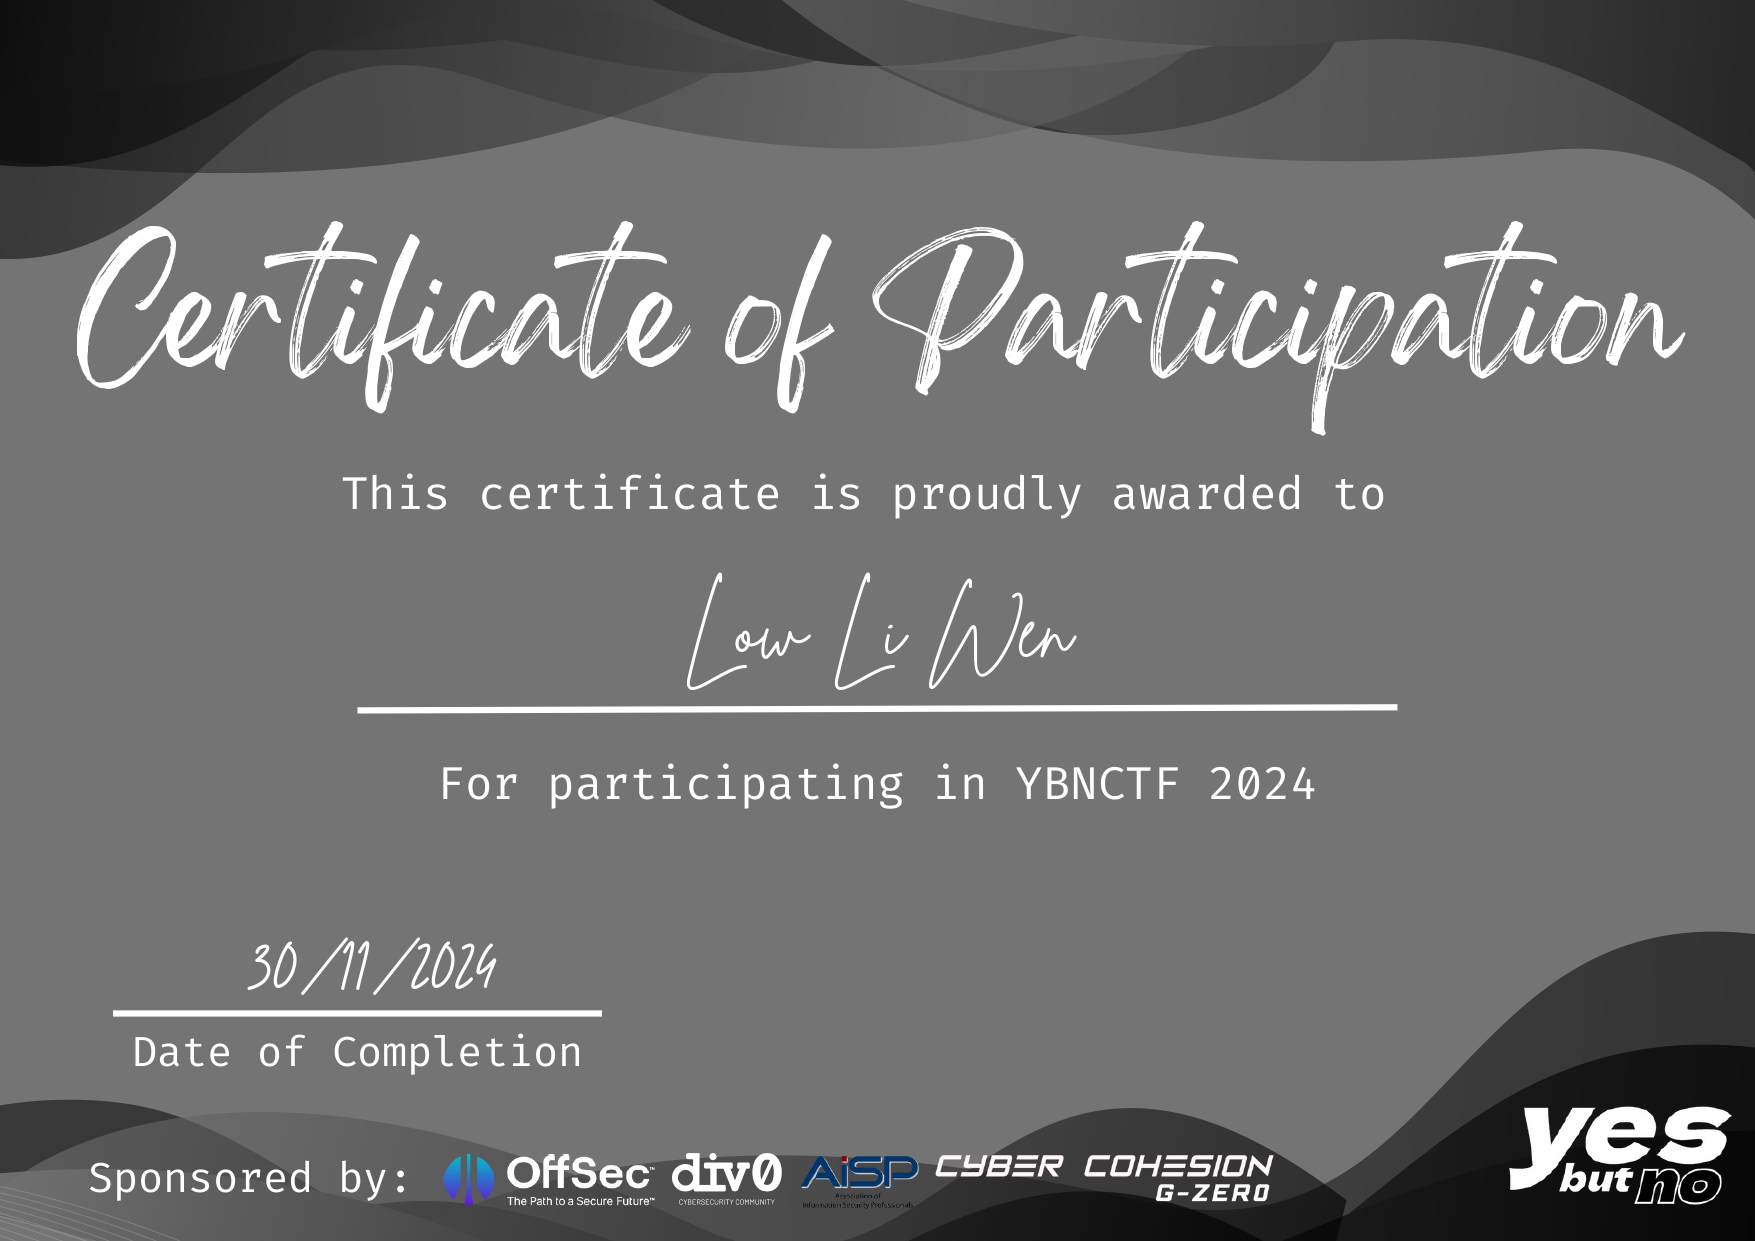 Certificate of Participation
This certificate is proudly awarded to
Low Li Wen
For participating in YBNCTF 2024
30/11/2024
Date of Completion
Sponsored by:
OffSec™
The Path to a Secure Future™
div0
CYBERSECURITY COMMUNITY
AiSP
Association of
Information Security Professionals
CYBER COHESION
G-ZERO
yes
but no